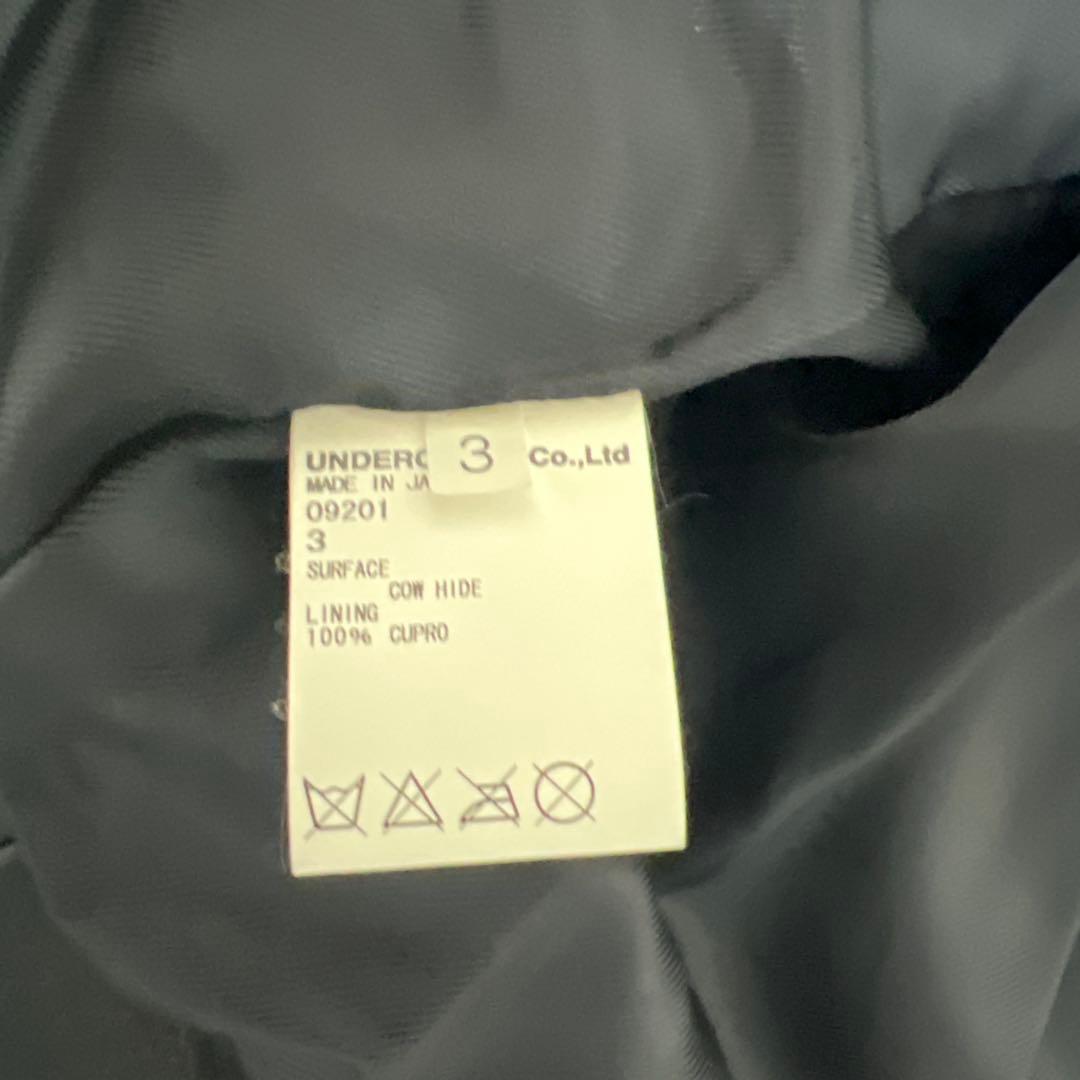 3
UNDERC Co.,Ltd
MADE IN JA
09201
3
SURFACE
COW HIDE
LINING
100% CUPRO